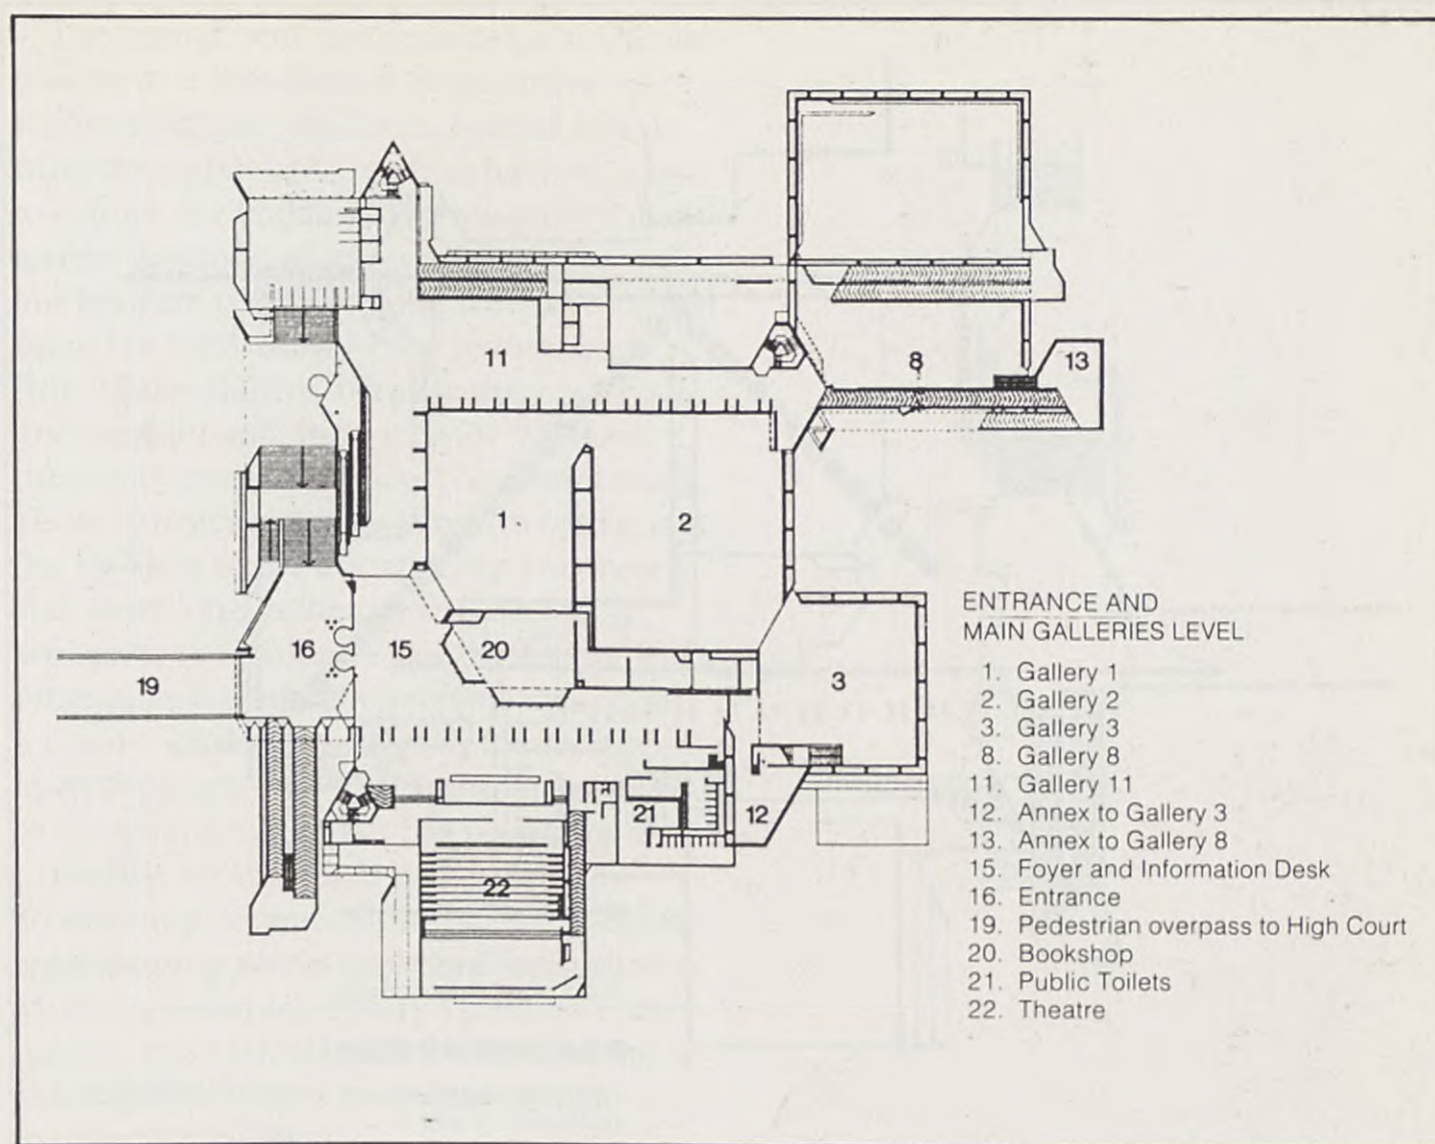 11
8
13
1
2
16
15
20
19
3
21
12
22
ENTRANCE AND
MAIN GALLERIES LEVEL
1. Gallery 1
2. Gallery 2
3. Gallery 3
8. Gallery 8
11. Gallery 11
12. Annex to Gallery 3
13. Annex to Gallery 8
15. Foyer and Information Desk
16. Entrance
19. Pedestrian overpass to High Court
20. Bookshop
21. Public Toilets
22. Theatre